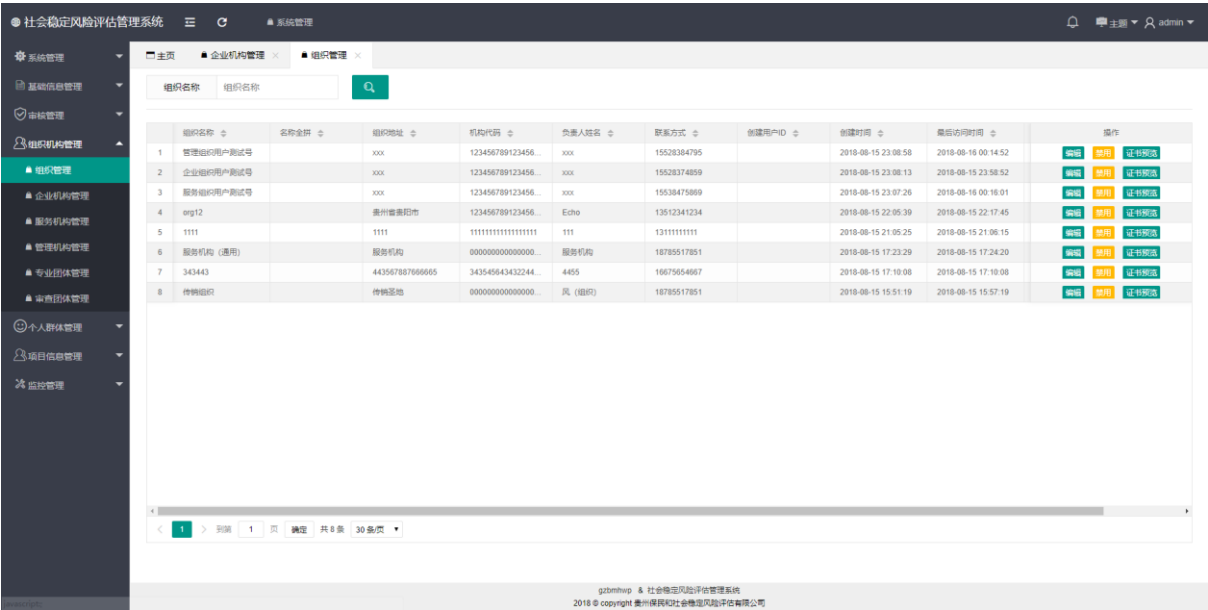 社会稳定风险评估管理系统 系统管理 主题 admin
系统管理
基础信息管理
审核管理
组织机构管理
组织管理
企业机构管理
服务机构管理
管理机构管理
专业团体管理
审查团体管理
个人群体管理
项目信息管理
监控管理
主页 企业机构管理 × 组织管理 ×
组织名称 组织名称
组织名称 名称全拼 组织地址 机构代码 负责人姓名 联系方式 创建用户ID 创建时间 最后访问时间 操作
1 管理组织用户测试号 xxx 123456789123456... xxx 15528384795 2018-08-15 23:08:58 2018-08-16 00:14:52 编辑 禁用 证书预览
2 企业组织用户测试号 xxx 123456789123456... xxx 15528374859 2018-08-15 23:08:13 2018-08-15 23:58:52 编辑 禁用 证书预览
3 服务组织用户测试号 xxx 123456789123456... xxx 15538475869 2018-08-15 23:07:26 2018-08-16 00:16:01 编辑 禁用 证书预览
4 org12 贵州省贵阳市 123456789123456... Echo 13512341234 2018-08-15 22:05:39 2018-08-15 22:17:45 编辑 禁用 证书预览
5 1111 1111 111111111111111111 111 13111111111 2018-08-15 21:05:25 2018-08-15 21:06:15 编辑 禁用 证书预览
6 服务机构（通用） 服务机构 000000000000000... 服务机构 18785517851 2018-08-15 17:23:29 2018-08-15 17:24:20 编辑 禁用 证书预览
7 343443 443567887666665 343545643432244... 4455 16675654667 2018-08-15 17:10:08 2018-08-15 17:10:08 编辑 禁用 证书预览
8 传销组织 传销圣地 000000000000000... 风（组织） 18785517851 2018-08-15 15:51:19 2018-08-15 15:57:19 编辑 禁用 证书预览
1 到第 1 页 确定 共 8 条 30 条/页
gzbmhwp & 社会稳定风险评估管理系统
2018 © copyright 贵州保民和社会稳定风险评估有限公司